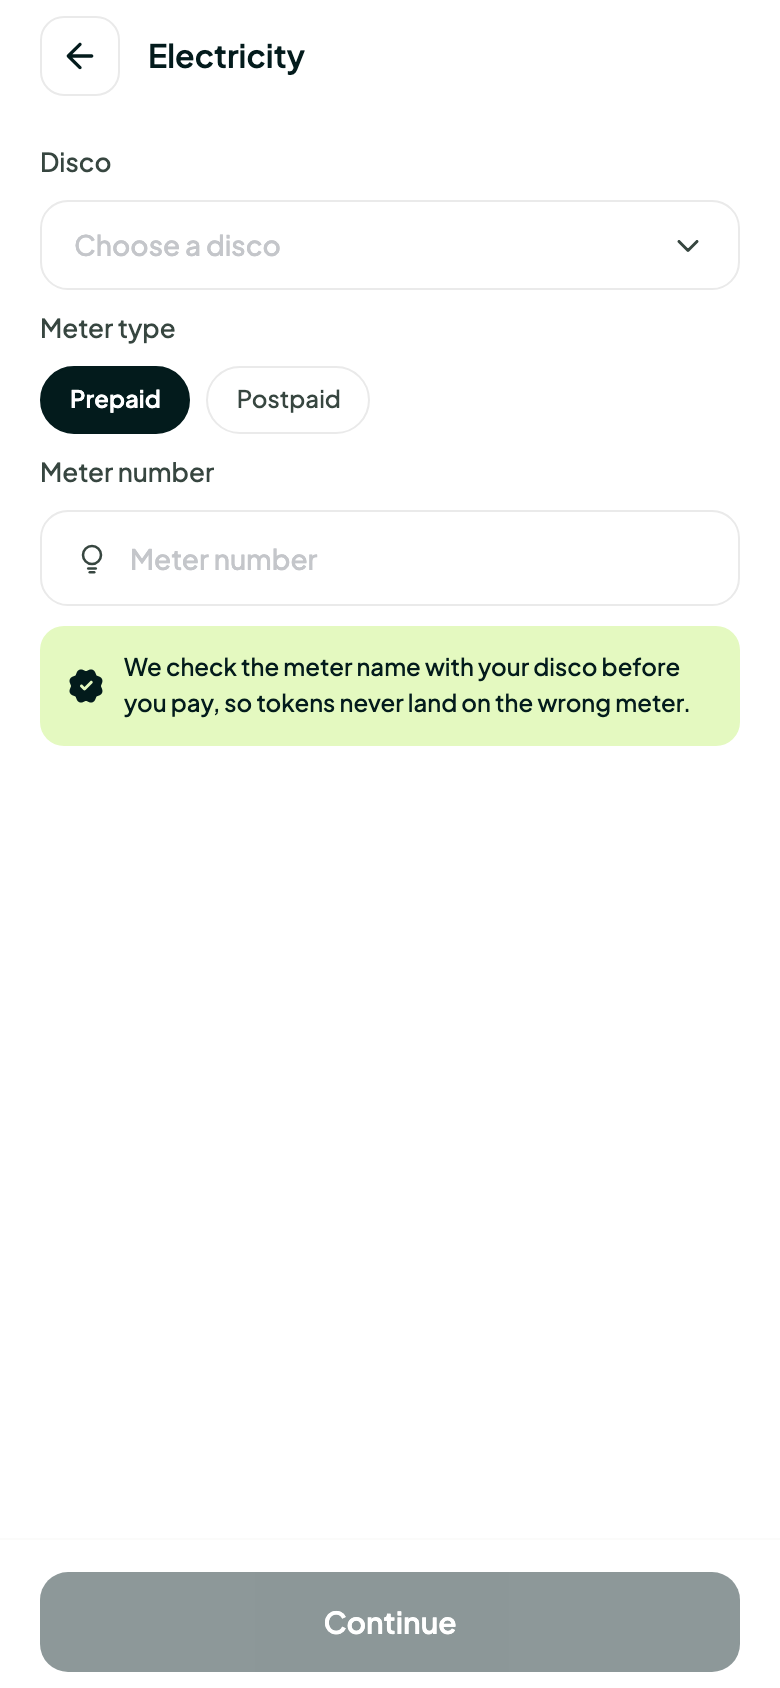 Electricity
Disco
Choose a disco
Meter type
Prepaid
Postpaid
Meter number
Meter number
We check the meter name with your disco before
you pay, so tokens never land on the wrong meter.
Continue